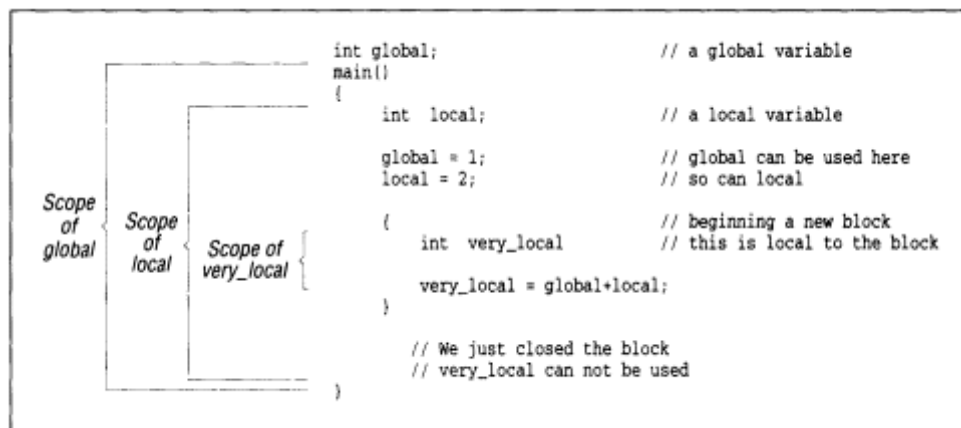 int global;                    // a global variable
main()
{
    int  local;                // a local variable
    global = 1;                // global can be used here
    local = 2;                 // so can local
    {                          // beginning a new block
        int  very_local        // this is local to the block
        very_local = global+local;
    }
        // We just closed the block
        // very_local can not be used
}
Scope
of
global
Scope
of
local
Scope of
very_local